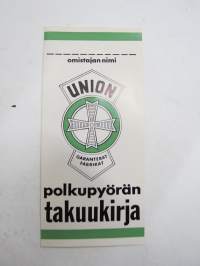 omistajan nimi
UNION
GARANTERAT
FABRIKAT
polkupyörän
takuukirja